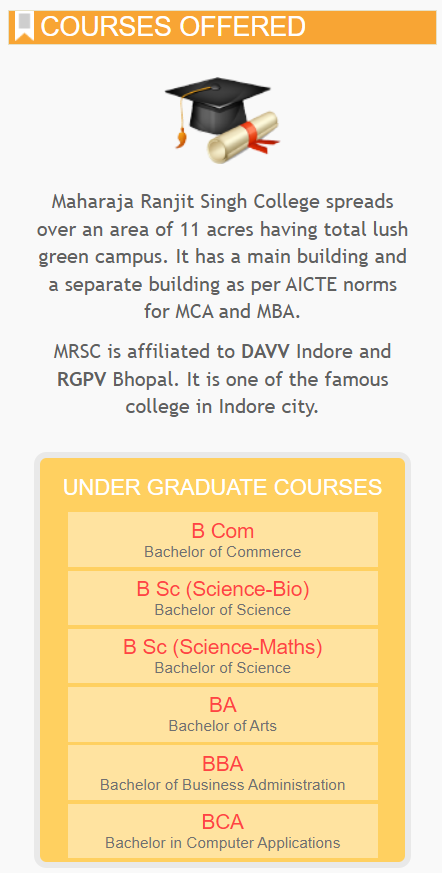 COURSES OFFERED
Maharaja Ranjit Singh College spreads
over an area of 11 acres having total lush
green campus. It has a main building and
a separate building as per AICTE norms
for MCA and MBA.
MRSC is affiliated to DAVV Indore and
RGPV Bhopal. It is one of the famous
college in Indore city.
UNDER GRADUATE COURSES
B Com
Bachelor of Commerce
B Sc (Science-Bio)
Bachelor of Science
B Sc (Science-Maths)
Bachelor of Science
BA
Bachelor of Arts
BBA
Bachelor of Business Administration
BCA
Bachelor in Computer Applications